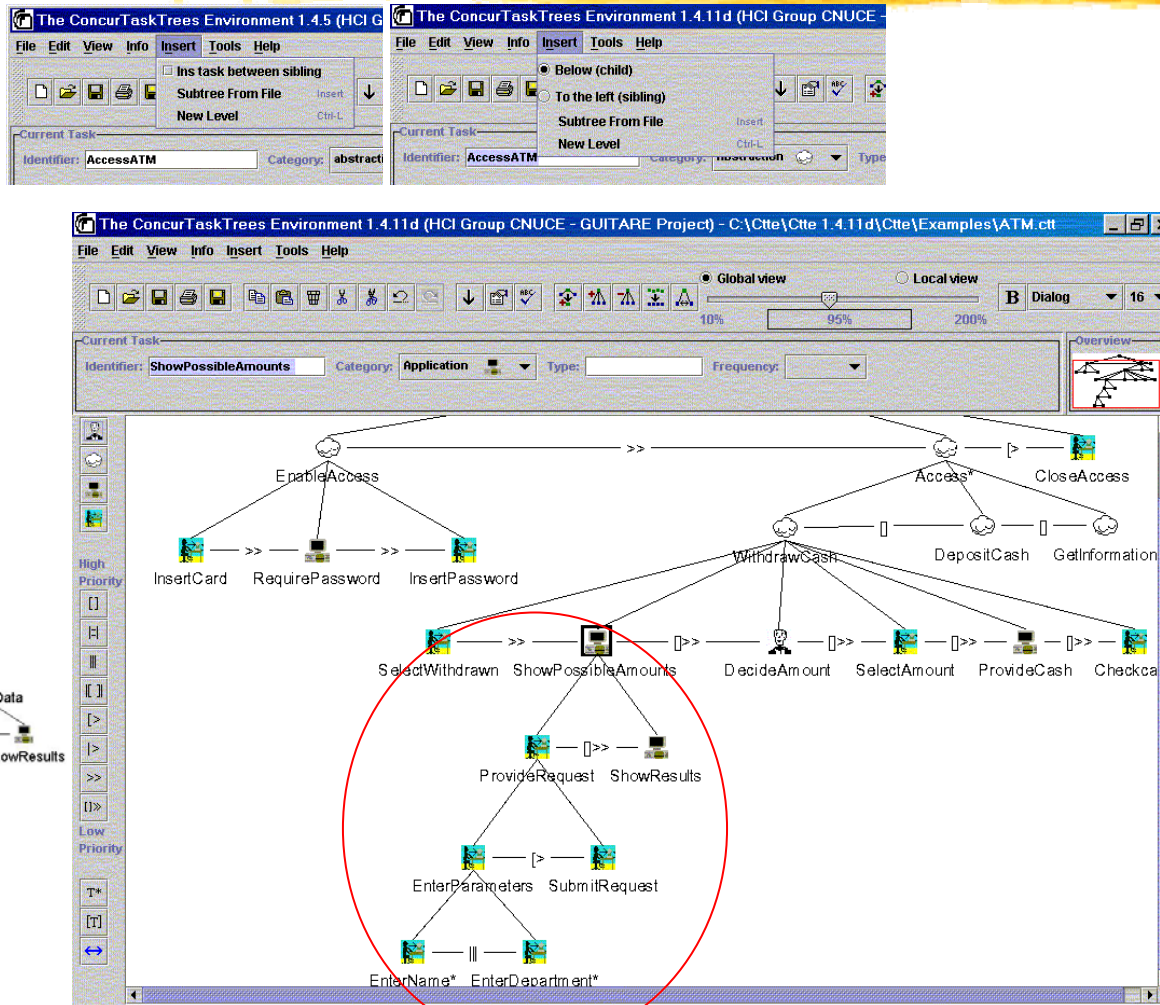 The ConcurTaskTrees Environment 1.4.5 (HCI G
File Edit View Info Insert Tools Help
Ins task between sibling
Subtree From File Insert
New Level Ctrl-L
Current Task
Identifier: AccessATM Category: abstracti
The ConcurTaskTrees Environment 1.4.11d (HCI Group CNUCE -
File Edit View Info Insert Tools Help
Below (child)
To the left (sibling)
Subtree From File Insert
New Level Ctrl-L
Current Task
Identifier: AccessATM Category: Abstraction Type
The ConcurTaskTrees Environment 1.4.11d (HCI Group CNUCE - GUITARE Project) - C:\Ctte\Ctte 1.4.11d\Ctte\Examples\ATM.ctt
File Edit View Info Insert Tools Help
Global view Local view
B Dialog 16
10% 95% 200%
Current Task
Overview
Identifier: ShowPossibleAmounts Category: Application Type: Frequency:
>> [>
EnableAccess Access* CloseAccess
[] []
WithdrawCash DepositCash GetInformation
>> >>
InsertCard RequirePassword InsertPassword
>> []>> []>> []>> []>>
SelectWithdrawn ShowPossibleAmounts DecideAmount SelectAmount ProvideCash Checkca
[]>>
ProvideRequest ShowResults
[>
EnterParameters SubmitRequest
|||
EnterName* EnterDepartment*
High
Priority
[]
|=|
|||
|[]|
[>
|>
>>
[]>>
Low
Priority
T*
[T]
Data
owResults